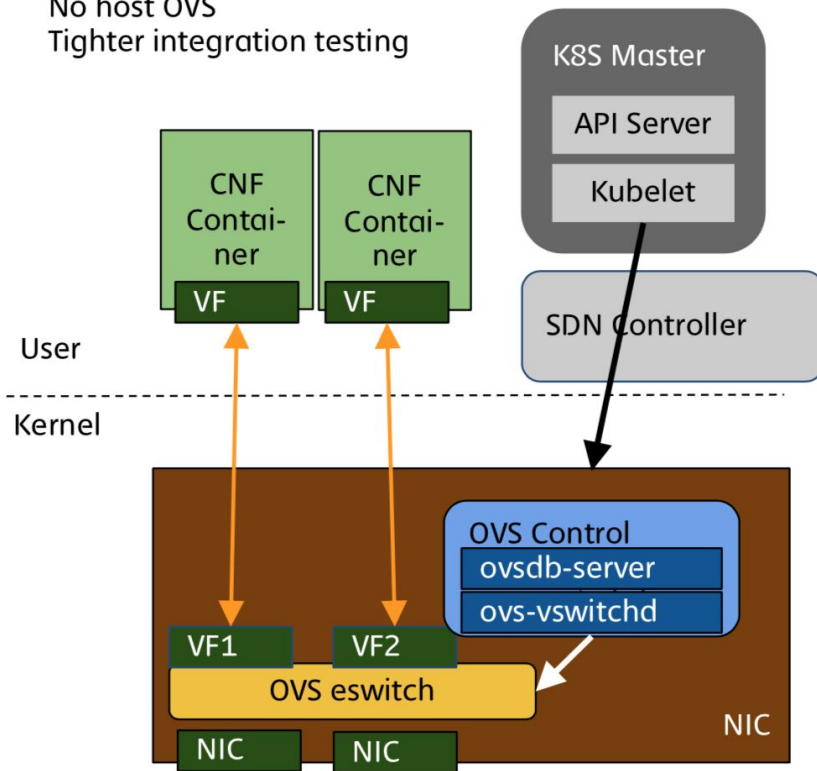 No host OVS
Tighter integration testing
K8S Master
API Server
Kubelet
CNF
Contai-
ner
VF
CNF
Contai-
ner
VF
SDN Controller
User
Kernel
OVS Control
ovsdb-server
ovs-vswitchd
VF1
VF2
OVS eswitch
NIC
NIC
NIC